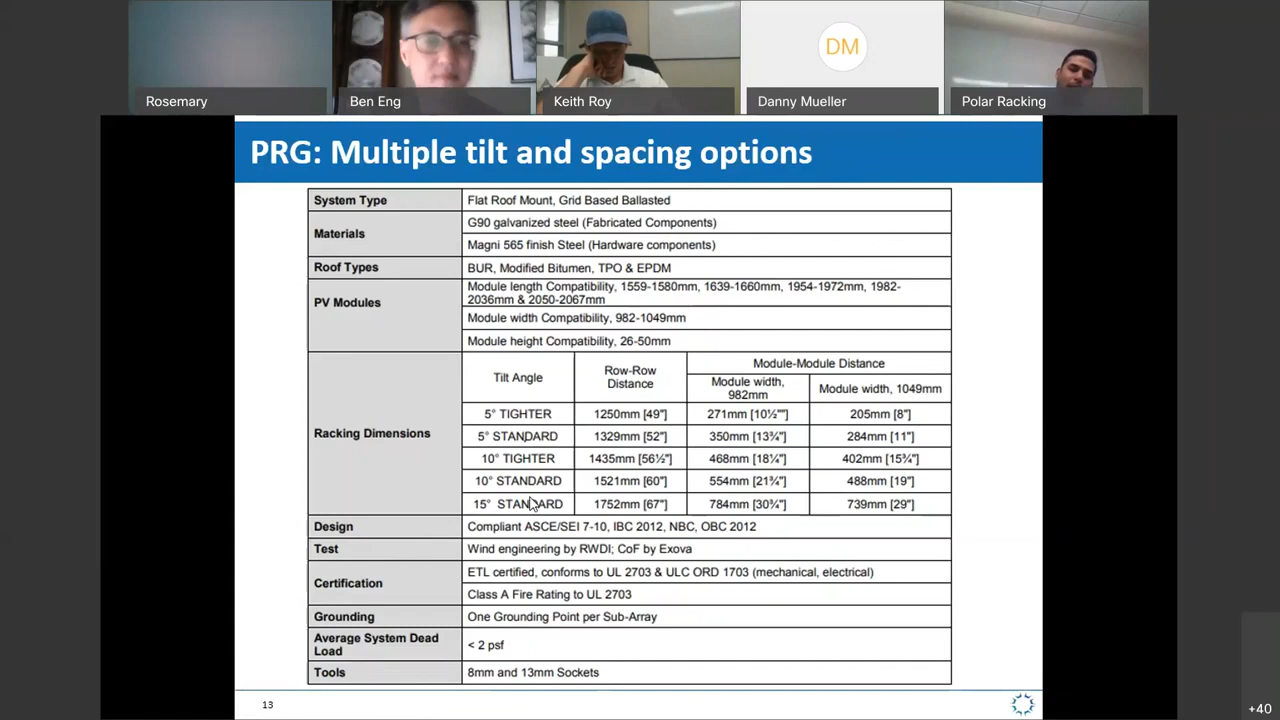 DM
Rosemary
Ben Eng
Keith Roy
Danny Mueller
Polar Racking
PRG: Multiple tilt and spacing options
System Type
Flat Roof Mount, Grid Based Ballasted
Materials
G90 galvanized steel (Fabricated Components)
Magni 565 finish Steel (Hardware components)
Roof Types
BUR, Modified Bitumen, TPO & EPDM
PV Modules
Module length Compatibility, 1559-1580mm, 1639-1660mm, 1954-1972mm, 1982-
2036mm & 2050-2067mm
Module width Compatibility, 982-1049mm
Module height Compatibility, 26-50mm
Racking Dimensions
Tilt Angle
Row-Row
Distance
Module-Module Distance
Module width,
982mm
Module width, 1049mm
5° TIGHTER 1250mm [49"] 271mm [10½""] 205mm [8"]
5° STANDARD 1329mm [52"] 350mm [13¾"] 284mm [11"]
10° TIGHTER 1435mm [56½"] 468mm [18¼"] 402mm [15¾"]
10° STANDARD 1521mm [60"] 554mm [21¾"] 488mm [19"]
15° STANDARD 1752mm [67"] 784mm [30¾"] 739mm [29"]
Design
Compliant ASCE/SEI 7-10, IBC 2012, NBC, OBC 2012
Test
Wind engineering by RWDI; CoF by Exova
Certification
ETL certified, conforms to UL 2703 & ULC ORD 1703 (mechanical, electrical)
Class A Fire Rating to UL 2703
Grounding
One Grounding Point per Sub-Array
Average System Dead
Load
< 2 psf
Tools
8mm and 13mm Sockets
13
+40